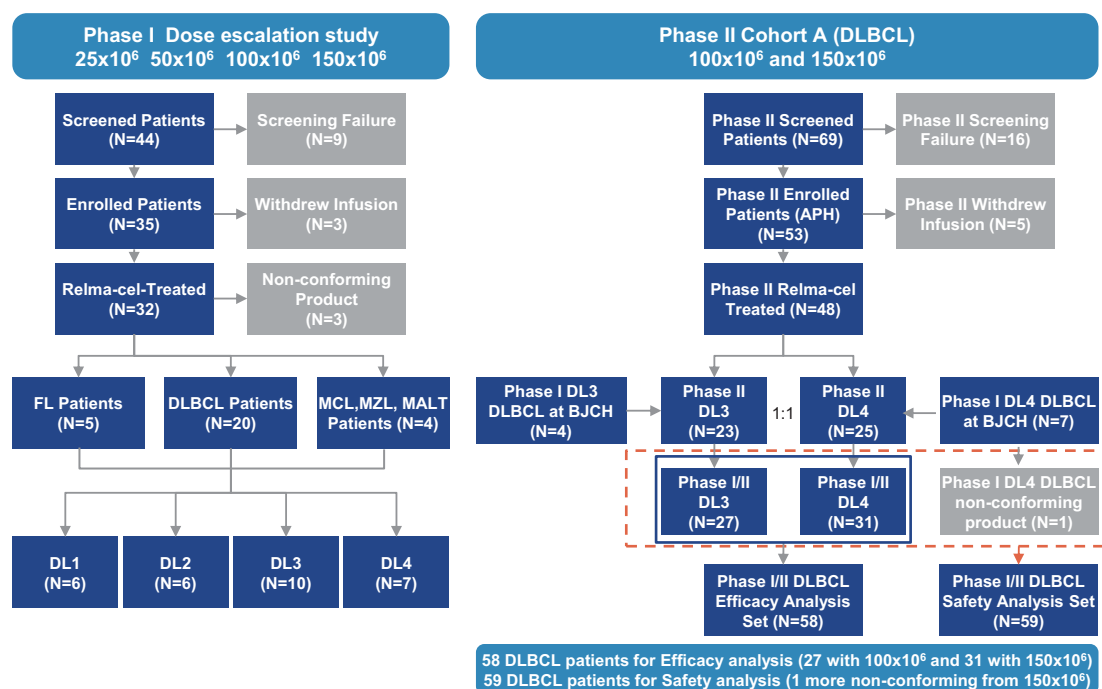 Phase I Dose escalation study
25x10⁶ 50x10⁶ 100x10⁶ 150x10⁶
Screened Patients
(N=44)
Screening Failure
(N=9)
Enrolled Patients
(N=35)
Withdrew Infusion
(N=3)
Relma-cel-Treated
(N=32)
Non-conforming
Product
(N=3)
FL Patients
(N=5)
DLBCL Patients
(N=20)
MCL,MZL, MALT
Patients (N=4)
DL1
(N=6)
DL2
(N=6)
DL3
(N=10)
DL4
(N=7)
Phase II Cohort A (DLBCL)
100x10⁶ and 150x10⁶
Phase II Screened
Patients (N=69)
Phase II Screening
Failure (N=16)
Phase II Enrolled
Patients (APH)
(N=53)
Phase II Withdrew
Infusion (N=5)
Phase II Relma-cel
Treated (N=48)
Phase I DL3
DLBCL at BJCH
(N=4)
Phase II
DL3
(N=23)
1:1
Phase II
DL4
(N=25)
Phase I DL4 DLBCL
at BJCH (N=7)
Phase I/II
DL3
(N=27)
Phase I/II
DL4
(N=31)
Phase I DL4 DLBCL
non-conforming
product (N=1)
Phase I/II DLBCL
Efficacy Analysis
Set (N=58)
Phase I/II DLBCL
Safety Analysis Set
(N=59)
58 DLBCL patients for Efficacy analysis (27 with 100x10⁶ and 31 with 150x10⁶)
59 DLBCL patients for Safety analysis (1 more non-conforming from 150x10⁶)